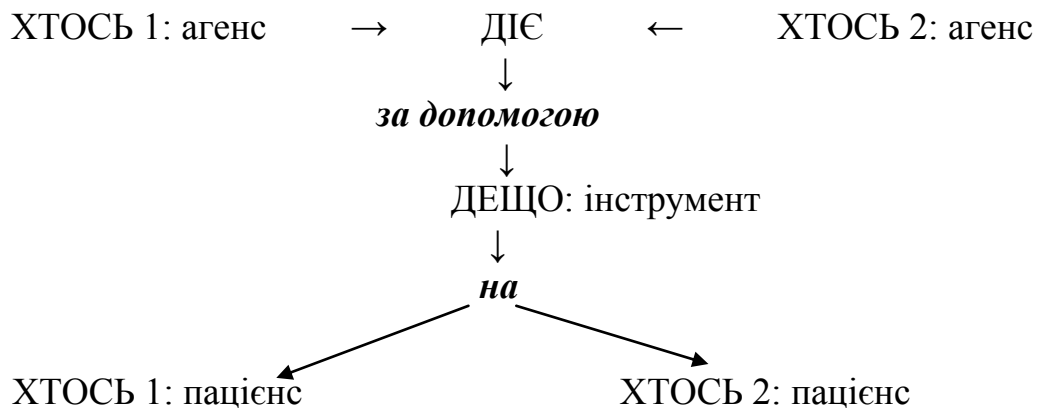 ХТОСЬ 1: агенс → ДІЄ ← ХТОСЬ 2: агенс
↓
за допомогою
↓
ДЕЩО: інструмент
↓
на
ХТОСЬ 1: пацієнс ХТОСЬ 2: пацієнс